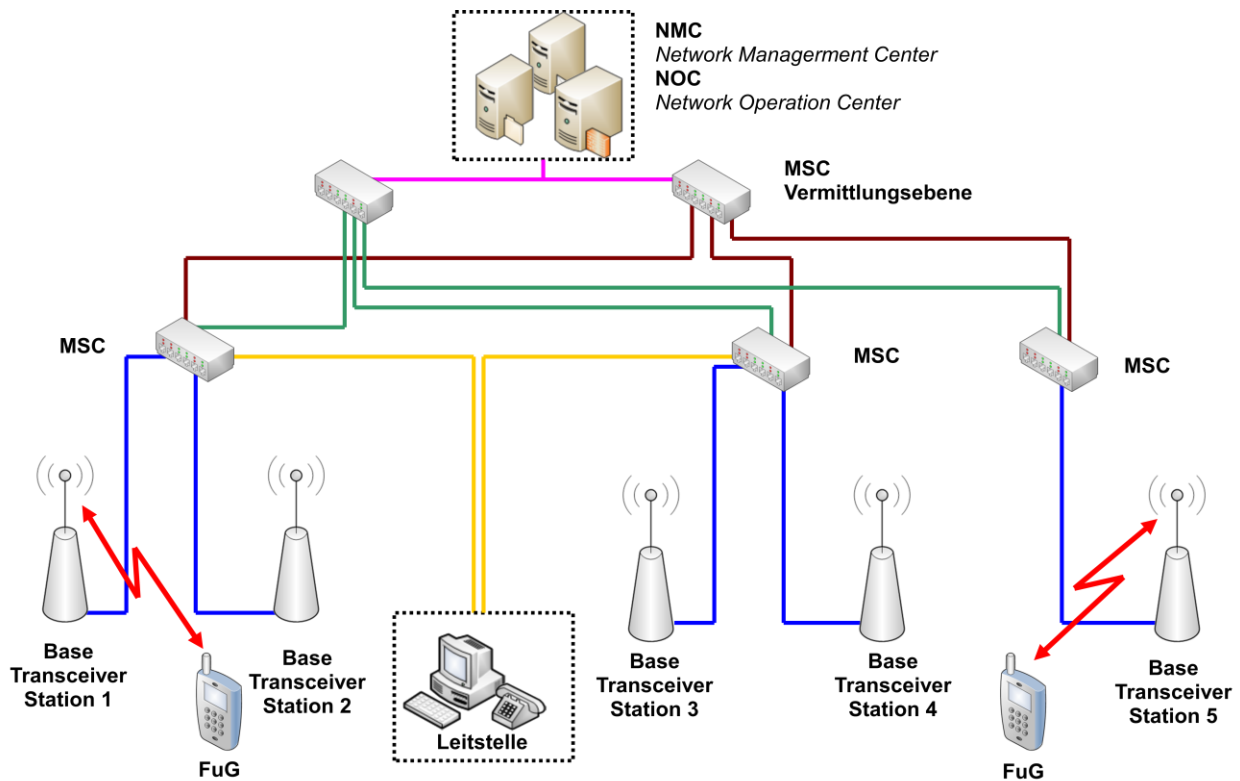 NMC
Network Managerment Center
NOC
Network Operation Center
MSC
Vermittlungsebene
MSC
MSC
MSC
Base
Transceiver
Station 1
Base
Transceiver
Station 2
Base
Transceiver
Station 3
Base
Transceiver
Station 4
Base
Transceiver
Station 5
Leitstelle
FuG
FuG